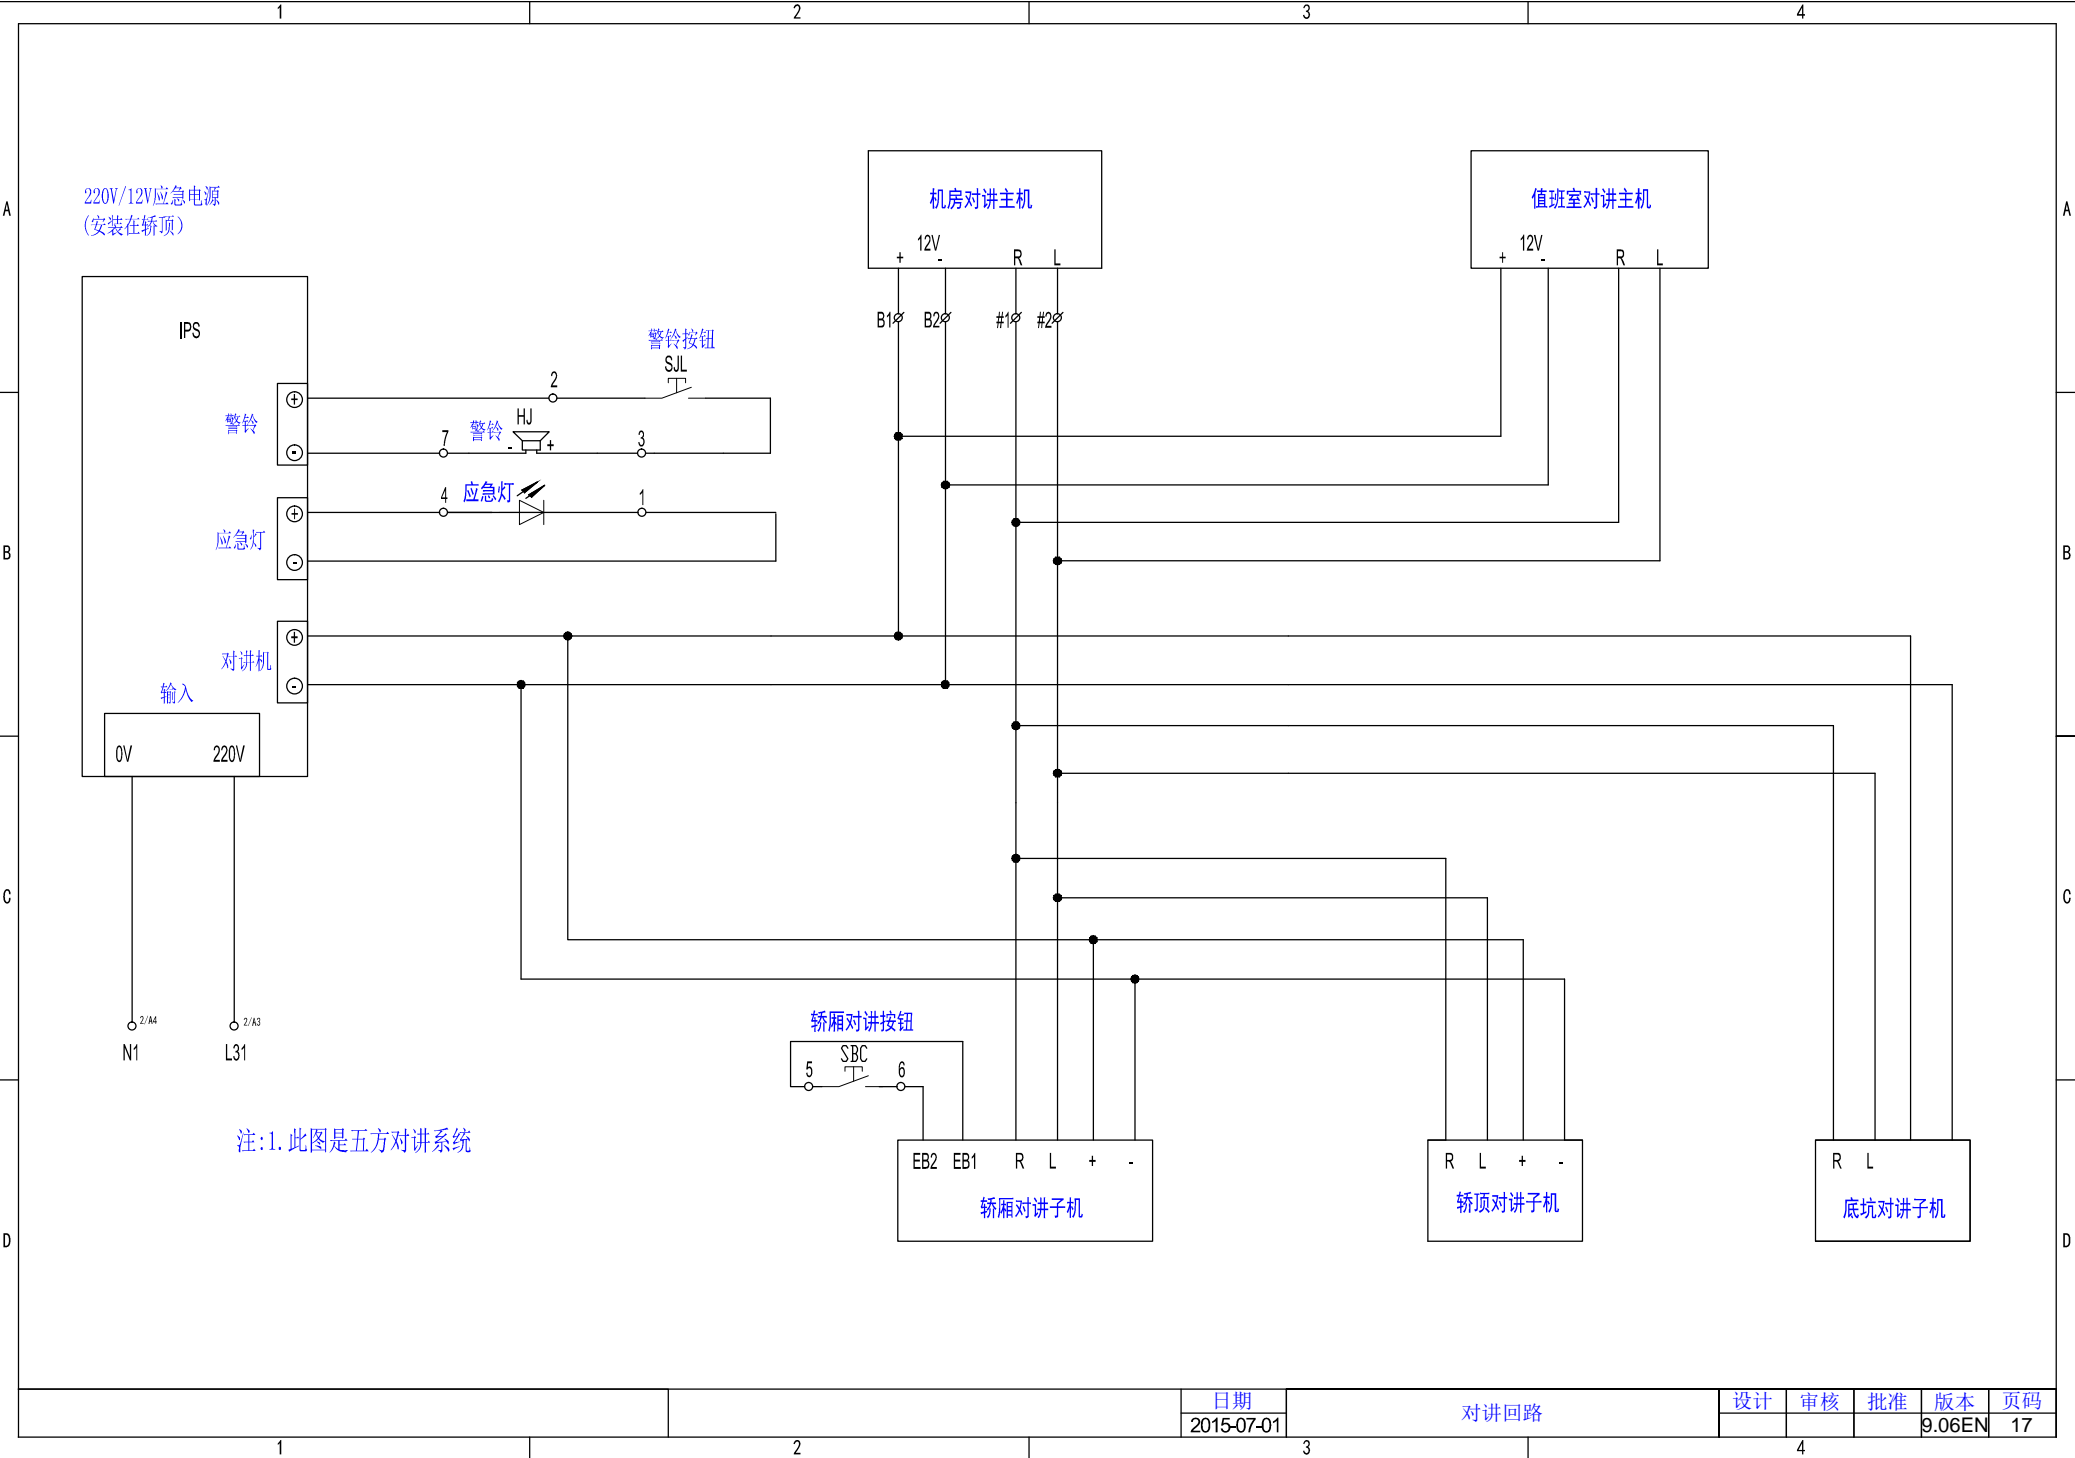 1 2 3 4
220V/12V应急电源
(安装在轿顶)
机房对讲主机
12V
+ - R L
值班室对讲主机
12V
+ - R L
A A
B1 B2 #1 #2
IPS
警铃按钮
SJL
2
+
警铃
-
7 警铃 HJ - + 3
4 应急灯 1
+
应急灯
-
B B
+
对讲机
-
输入
0V 220V
C C
2/A4 2/A3
N1 L31
轿厢对讲按钮
SBC
5 6
注:1.此图是五方对讲系统
EB2 EB1 R L + -
轿厢对讲子机
R L + -
轿顶对讲子机
R L
底坑对讲子机
D D
日期 对讲回路 设计 审核 批准 版本 页码
2015-07-01 9.06EN 17
1 2 3 4